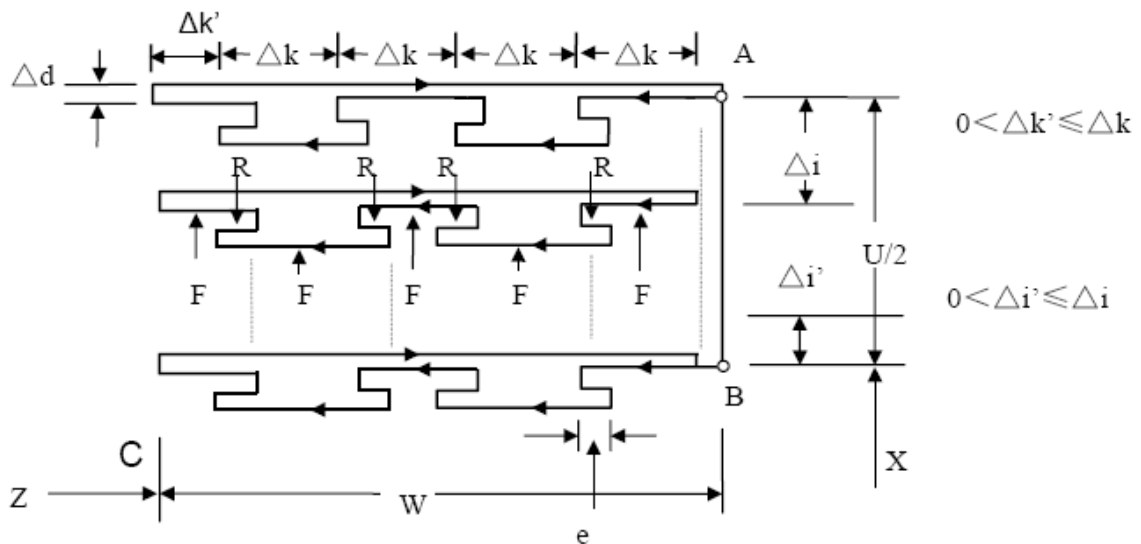 Δk' △k △k △k △k A
△d
0<△k'≤△k
△i
R R R R
U/2
△i'
F F F F F
0<△i'≤△i
B
C
X
Z W
e